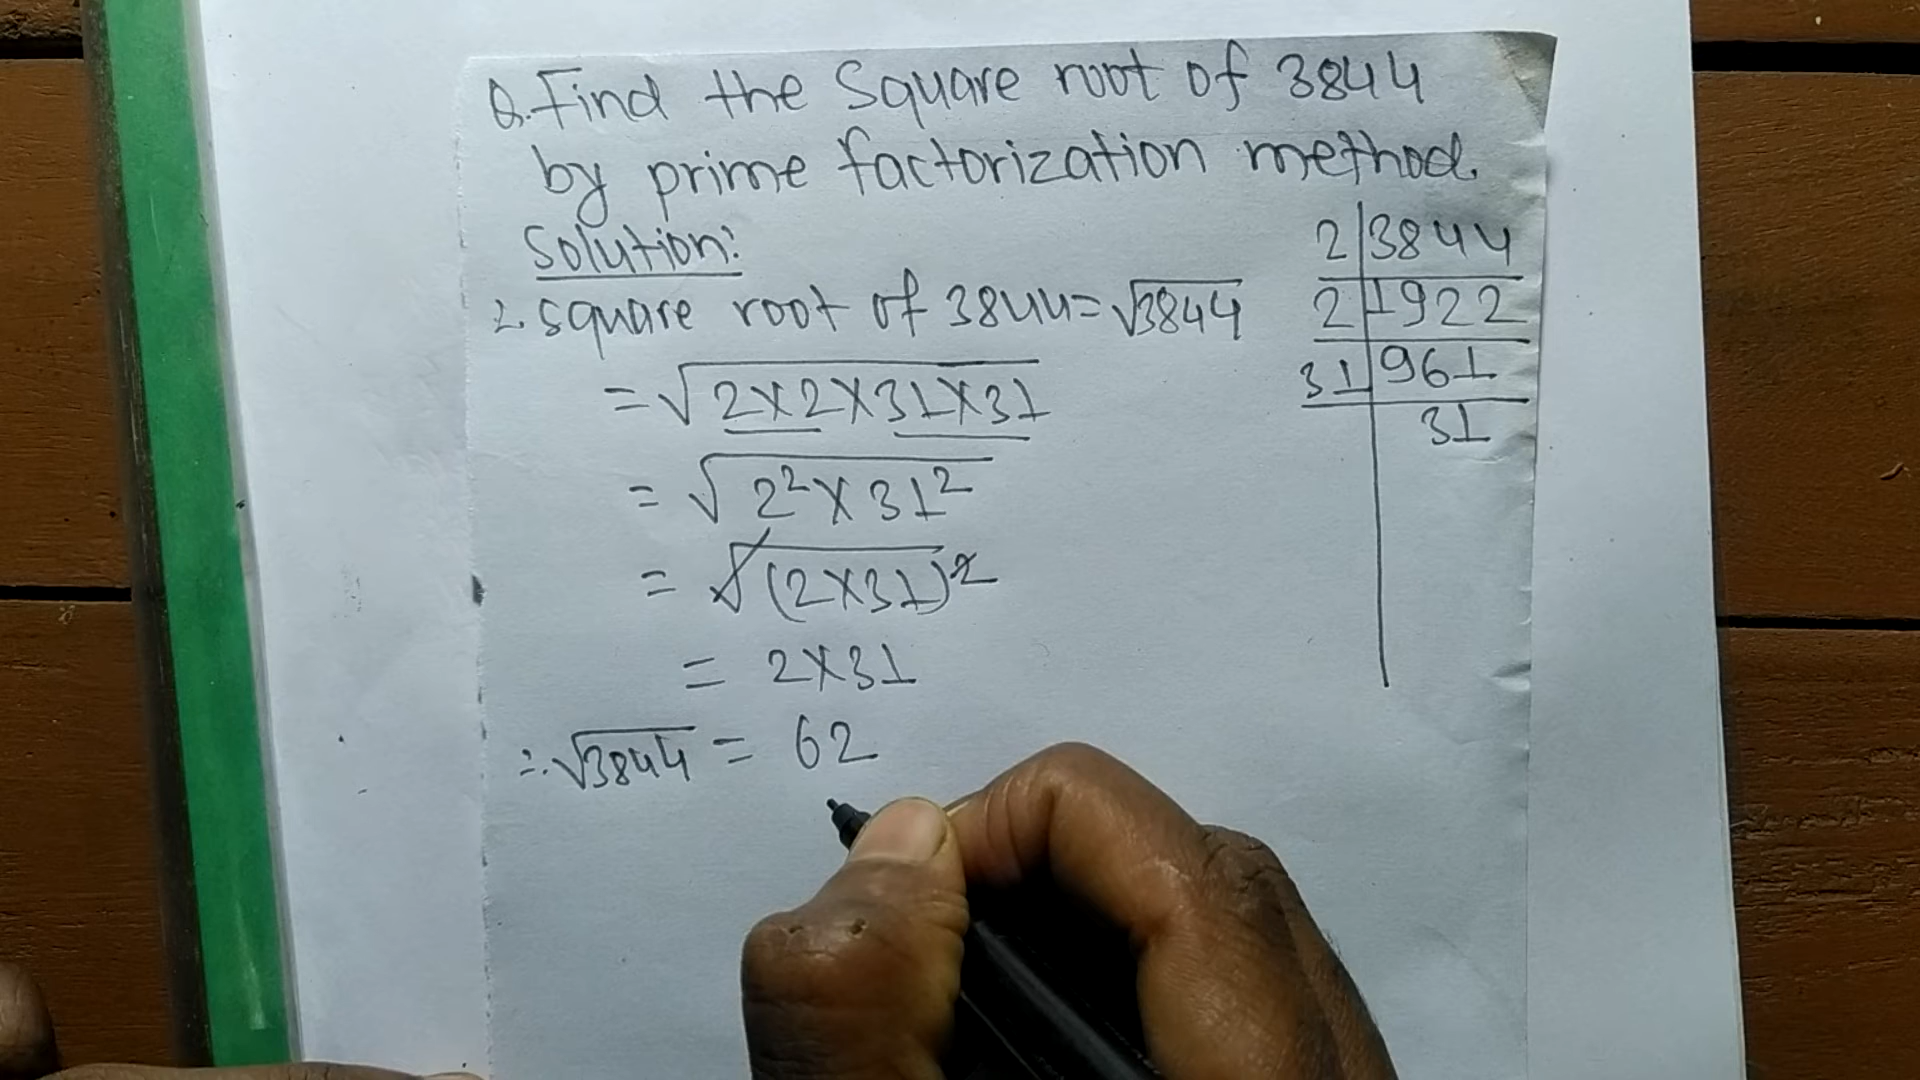 Q. Find the square root of 3844
by prime factorization method.
Solution:
∴ square root of 3844 = √3844
= √2×2×31×31
= √2²×31²
= √(2×31)²
= 2×31
∴ √3844 = 62
2|3844
2|1922
31|961
31